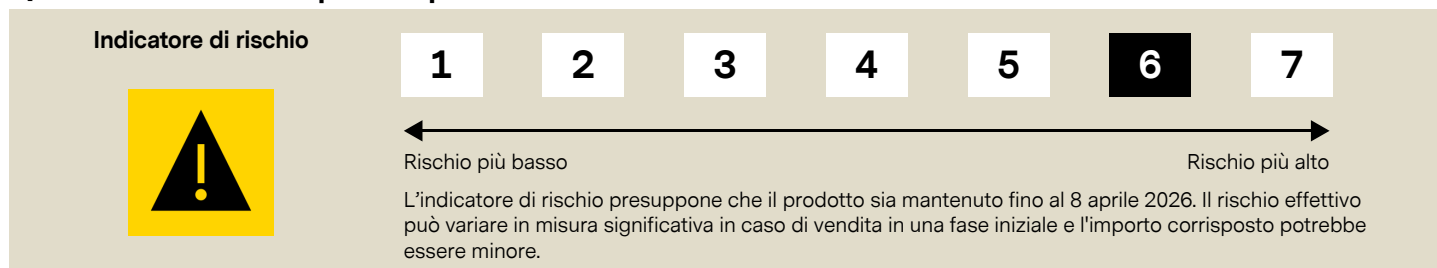 Indicatore di rischio
1 2 3 4 5 6 7
Rischio più basso
Rischio più alto
L'indicatore di rischio presuppone che il prodotto sia mantenuto fino al 8 aprile 2026. Il rischio effettivo
può variare in misura significativa in caso di vendita in una fase iniziale e l'importo corrisposto potrebbe
essere minore.